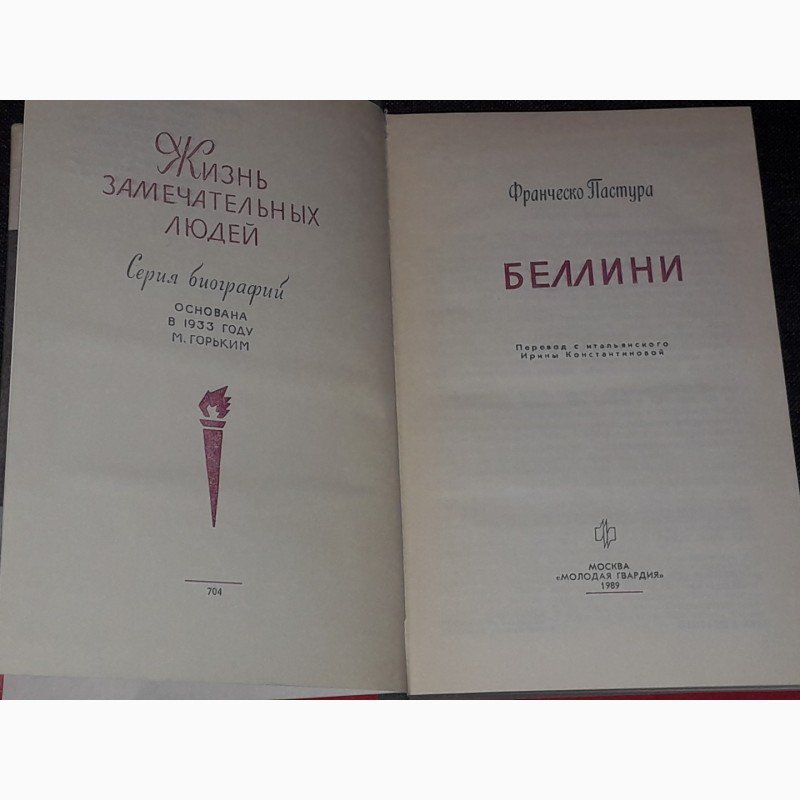 Жизнь
ЗАМЕЧАТЕЛЬНЫХ
ЛЮДЕЙ
Серия биографий
ОСНОВАНА
В 1933 ГОДУ
М. ГОРЬКИМ
704
Франческо Пастура
БЕЛЛИНИ
Перевод с итальянского
Ирины Константиновой
МОСКВА
«МОЛОДАЯ ГВАРДИЯ»
1989